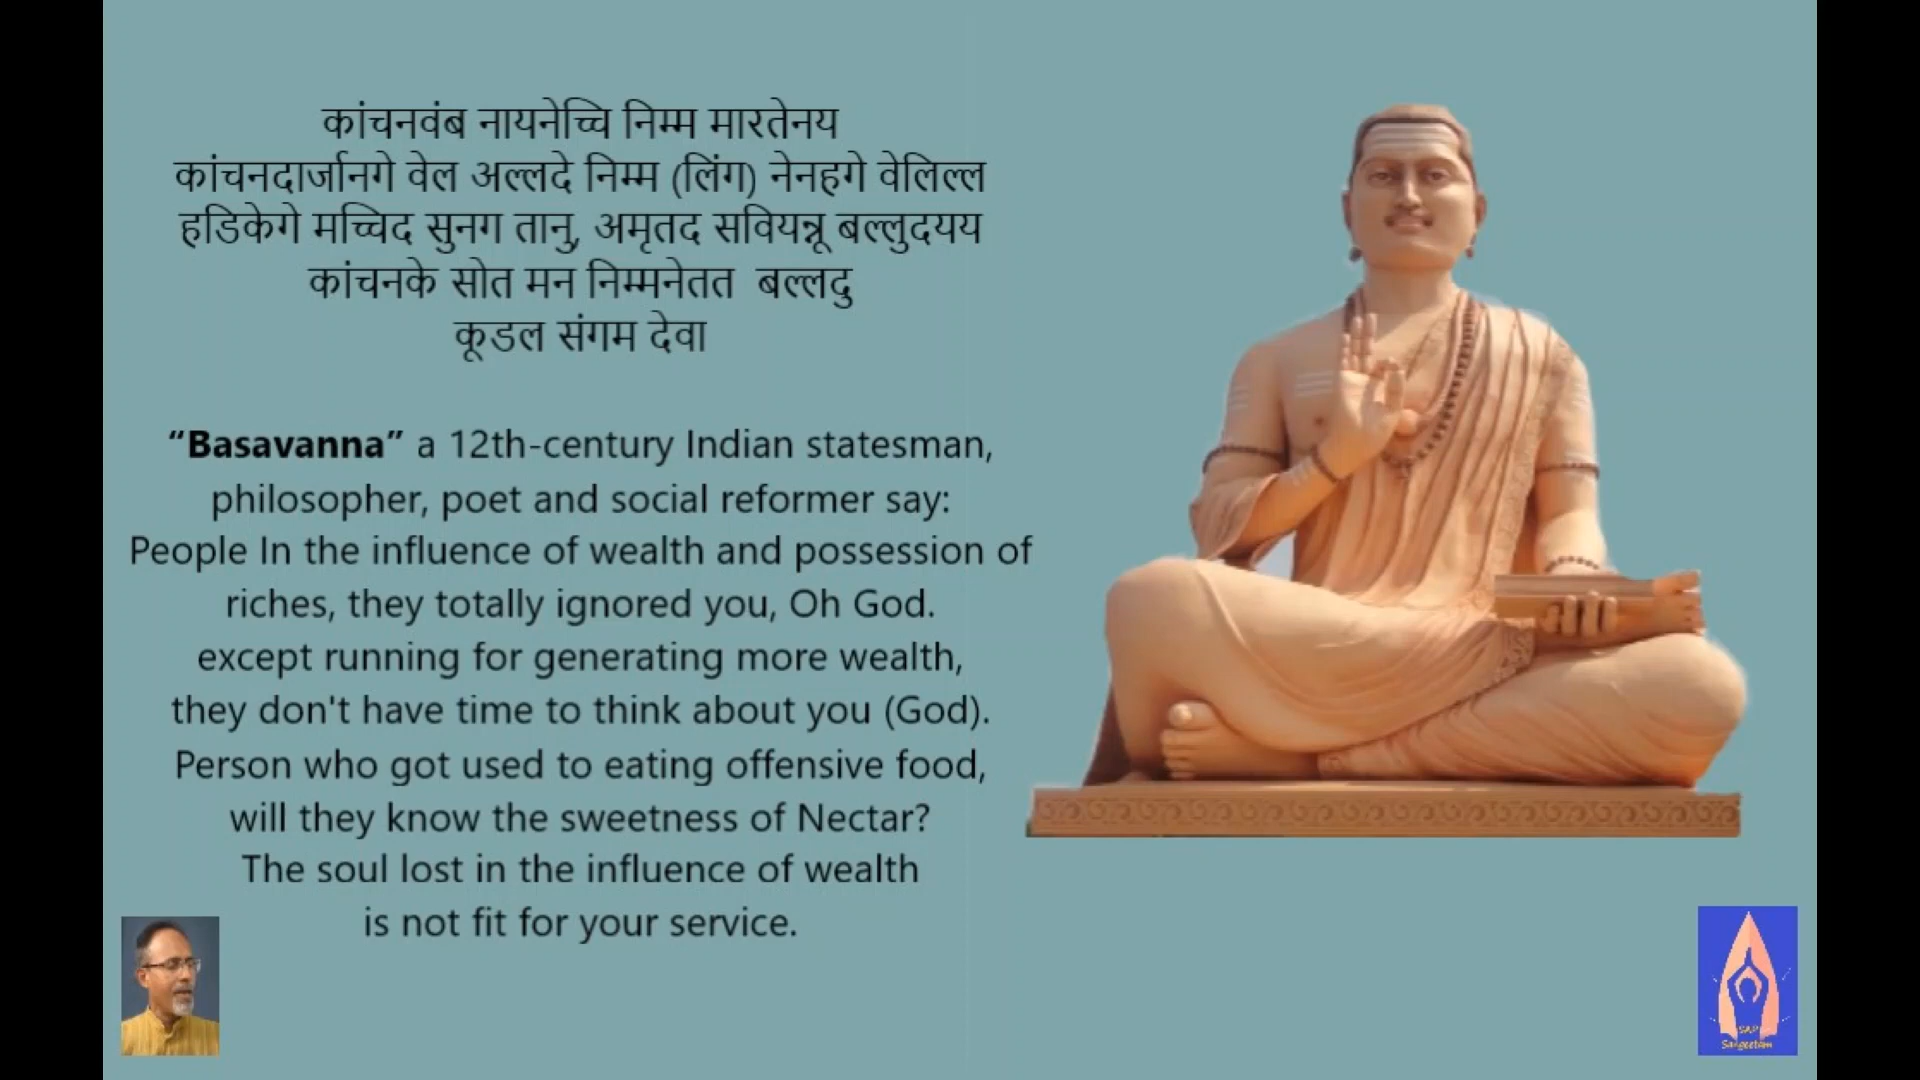 कांचनवंब नायनेच्चि निम्म मारतेनय
कांचनदार्जानगे वेल अल्लदे निम्म (लिंग) नेनहगे वेलिल्ल
हडिकेगे मच्चिद सुनग तानु, अमृतद सवियन्नू बल्लुदयय
कांचनके सोत मन निम्मनेतत बल्लदु
कूडल संगम देवा
“Basavanna” a 12th-century Indian statesman,
philosopher, poet and social reformer say:
People In the influence of wealth and possession of
riches, they totally ignored you, Oh God.
except running for generating more wealth,
they don't have time to think about you (God).
Person who got used to eating offensive food,
will they know the sweetness of Nectar?
The soul lost in the influence of wealth
is not fit for your service.
SAP
Sangeetam